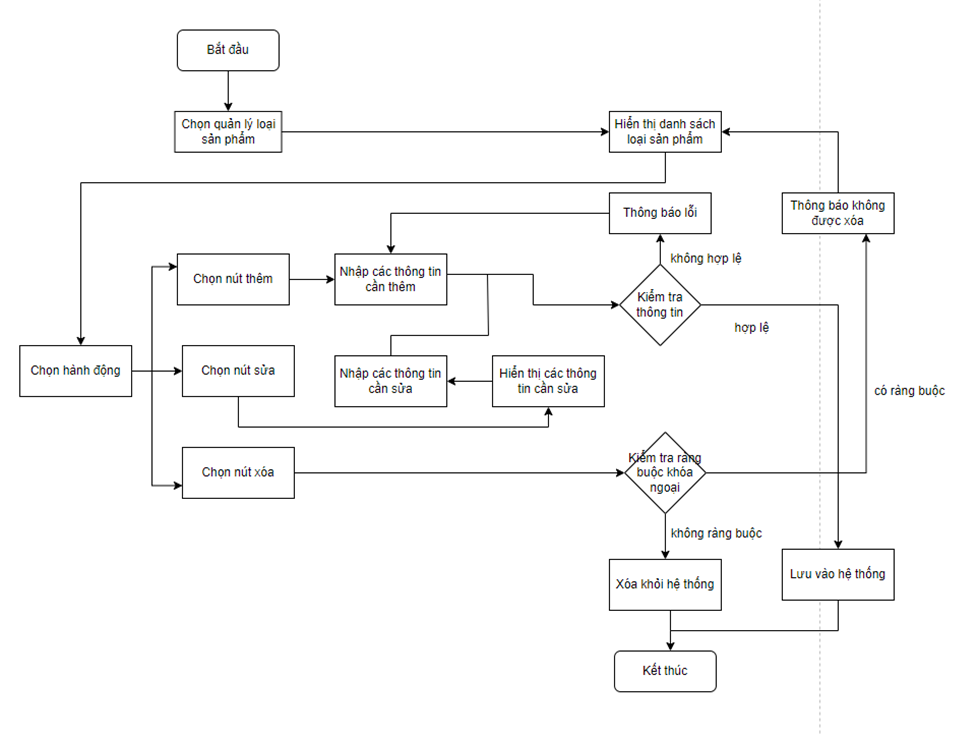 Bắt đầu
Chọn quản lý loại
sản phẩm
Hiển thị danh sách
loại sản phẩm
Thông báo lỗi
Thông báo không
được xóa
không hợp lệ
Chọn nút thêm
Nhập các thông tin
cần thêm
Kiểm tra
thông tin
hợp lệ
Chọn hành động
Chọn nút sửa
Nhập các thông tin
cần sửa
Hiển thị các thông
tin cần sửa
có ràng buộc
Chọn nút xóa
Kiểm tra ràng
buộc khóa
ngoại
không ràng buộc
Xóa khỏi hệ thống
Lưu vào hệ thống
Kết thúc